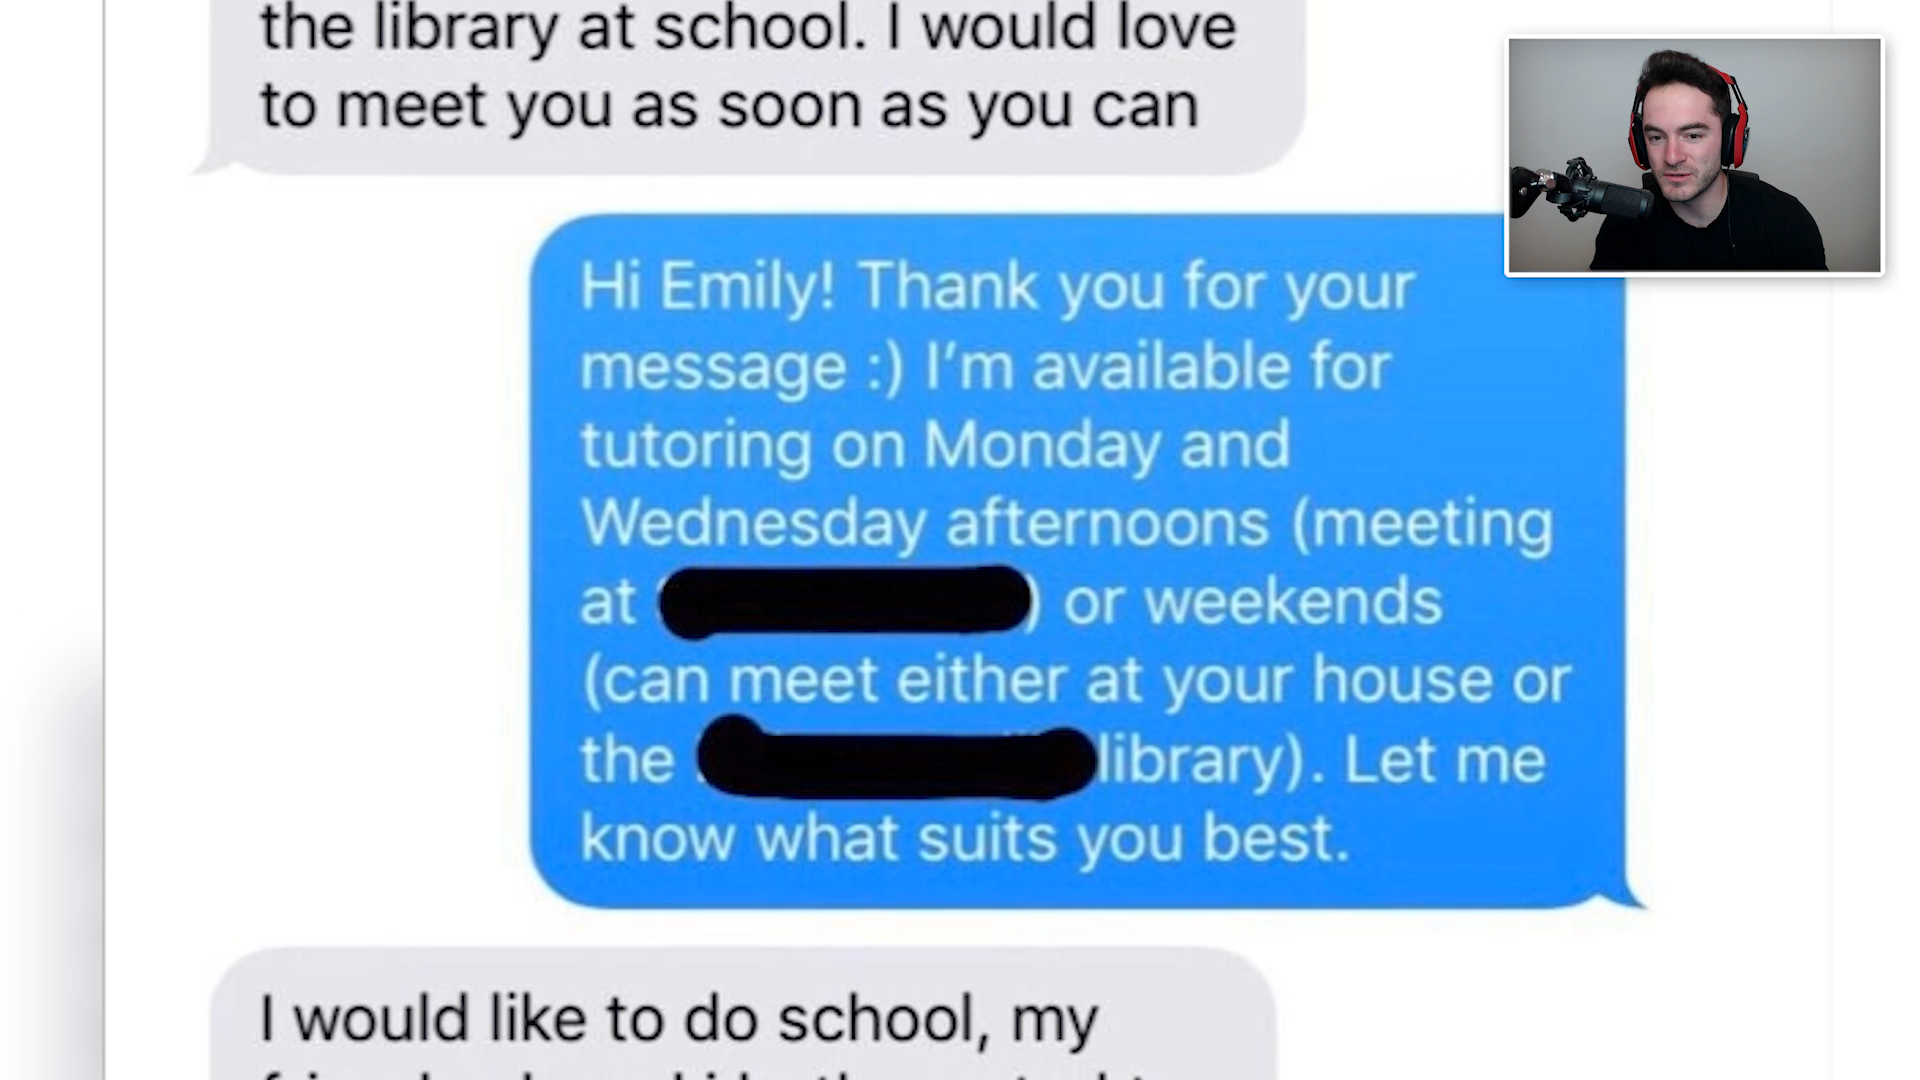 the library at school. I would love
to meet you as soon as you can
Hi Emily! Thank you for your
message :) I’m available for
tutoring on Monday and
Wednesday afternoons (meeting
at ) or weekends
(can meet either at your house or
the library). Let me
know what suits you best.
I would like to do school, my